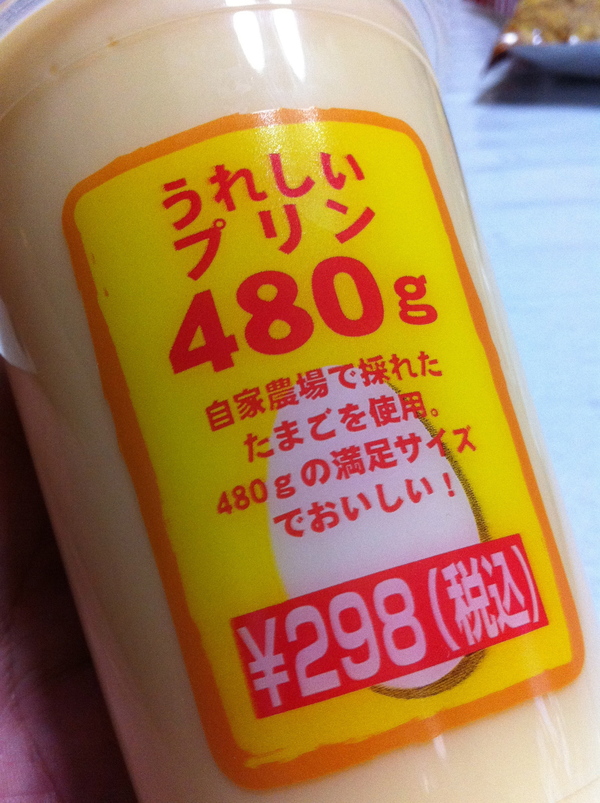 うれしい
プリン
480g
自家農場で採れた
たまごを使用。
480gの満足サイズ
でおいしい！
¥298(税込)